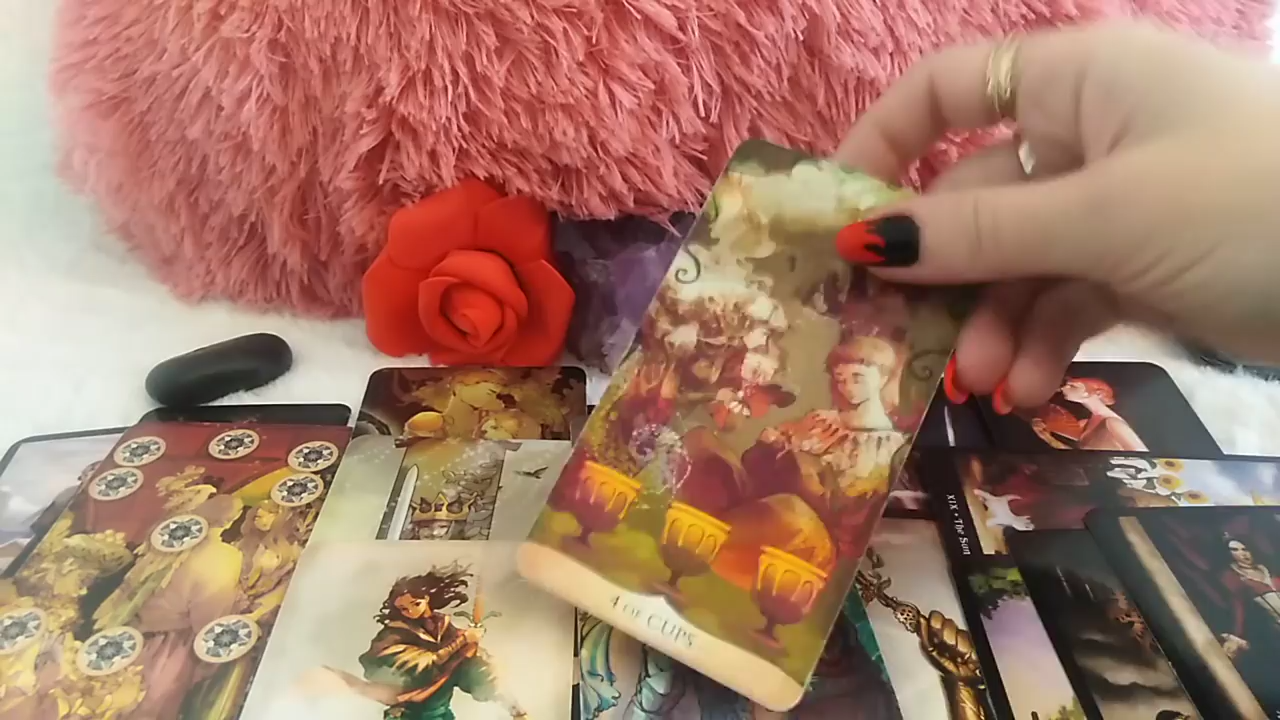 4 OF CUPS
XIX • The Sun